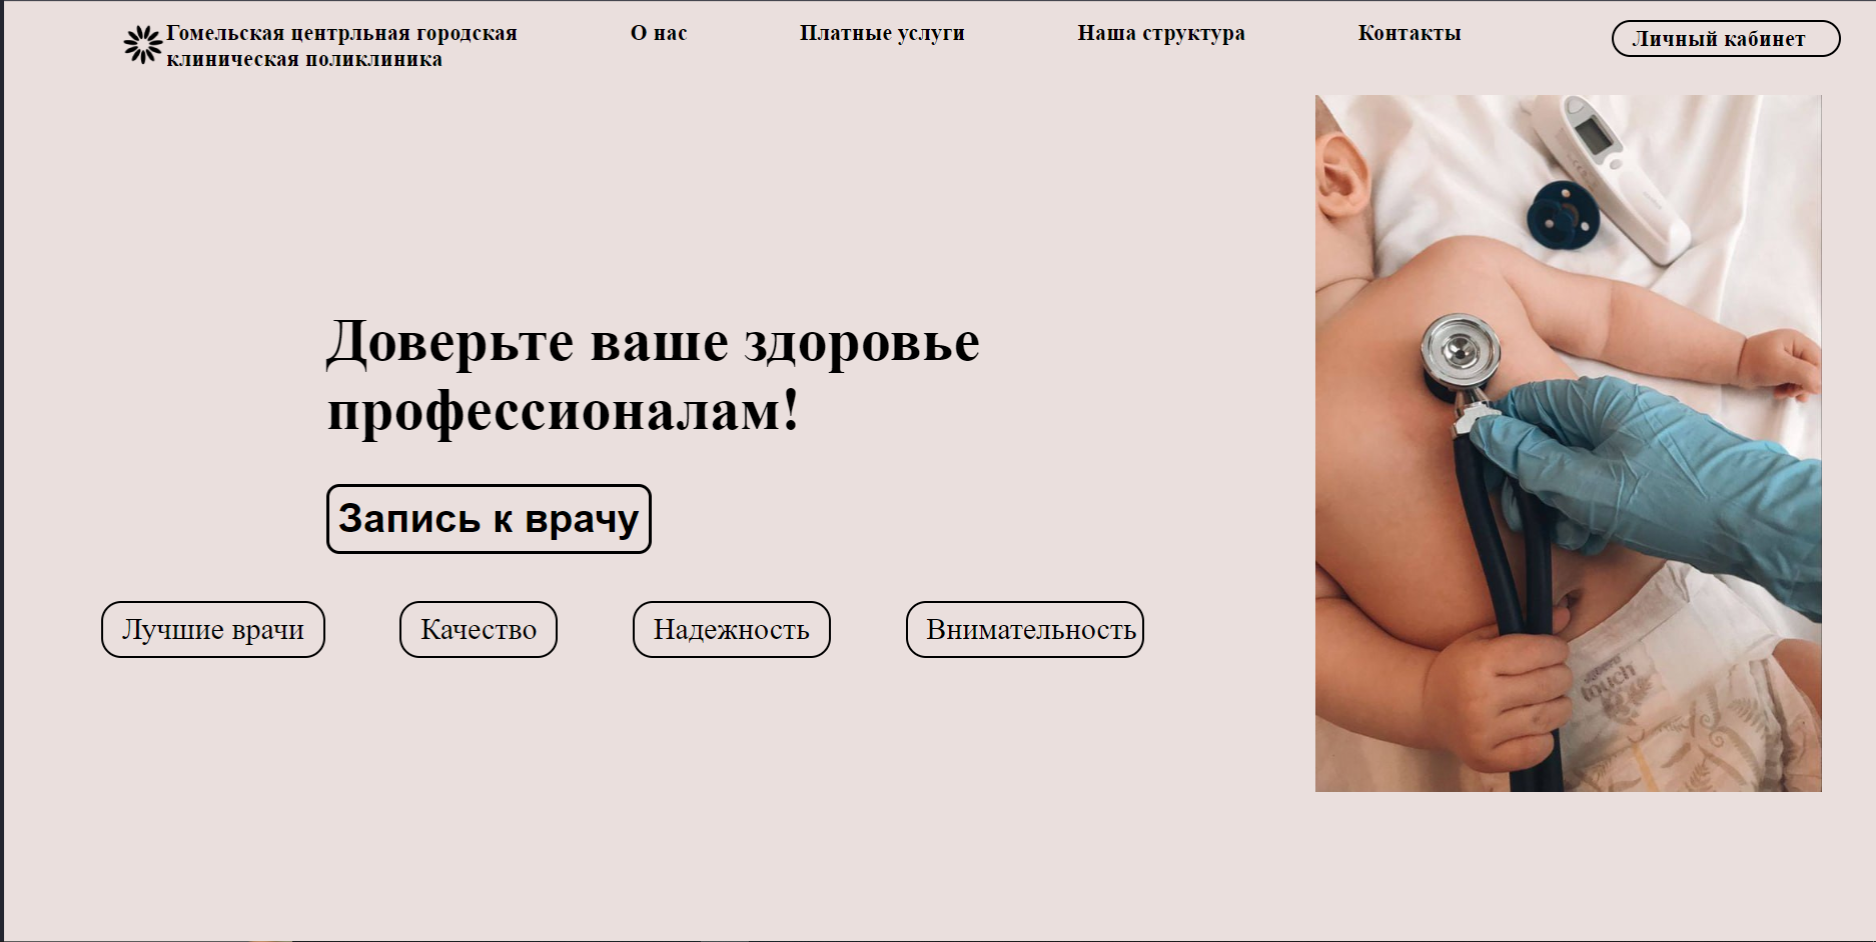 Гомельская центрльная городская
клиническая поликлиника
О нас
Платные услуги
Наша структура
Контакты
Личный кабинет
Доверьте ваше здоровье
профессионалам!
Запись к врачу
Лучшие врачи
Качество
Надежность
Внимательность
touch